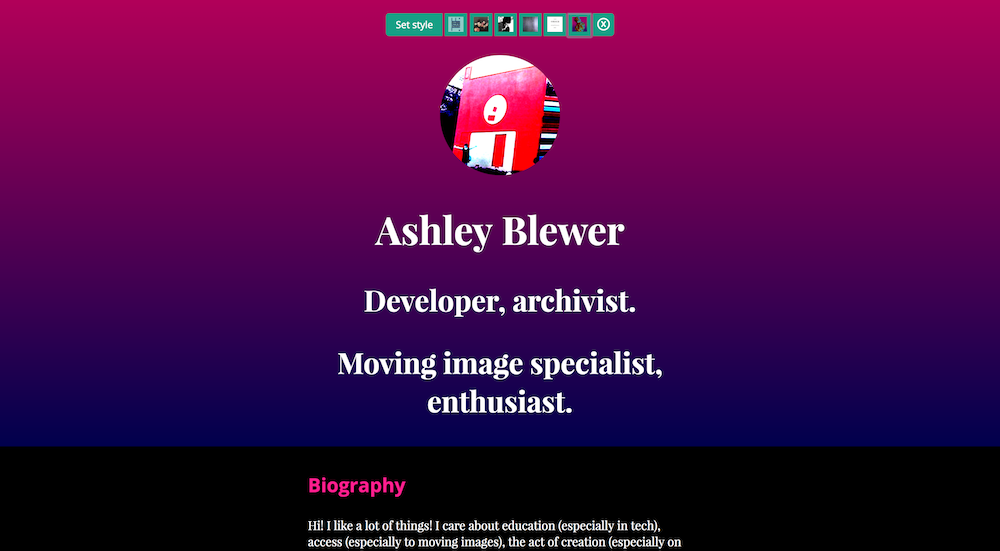 Set style
Ashley Blewer
Developer, archivist.
Moving image specialist,
enthusiast.
Biography
Hi! I like a lot of things! I care about education (especially in tech),
access (especially to moving images), the act of creation (especially on